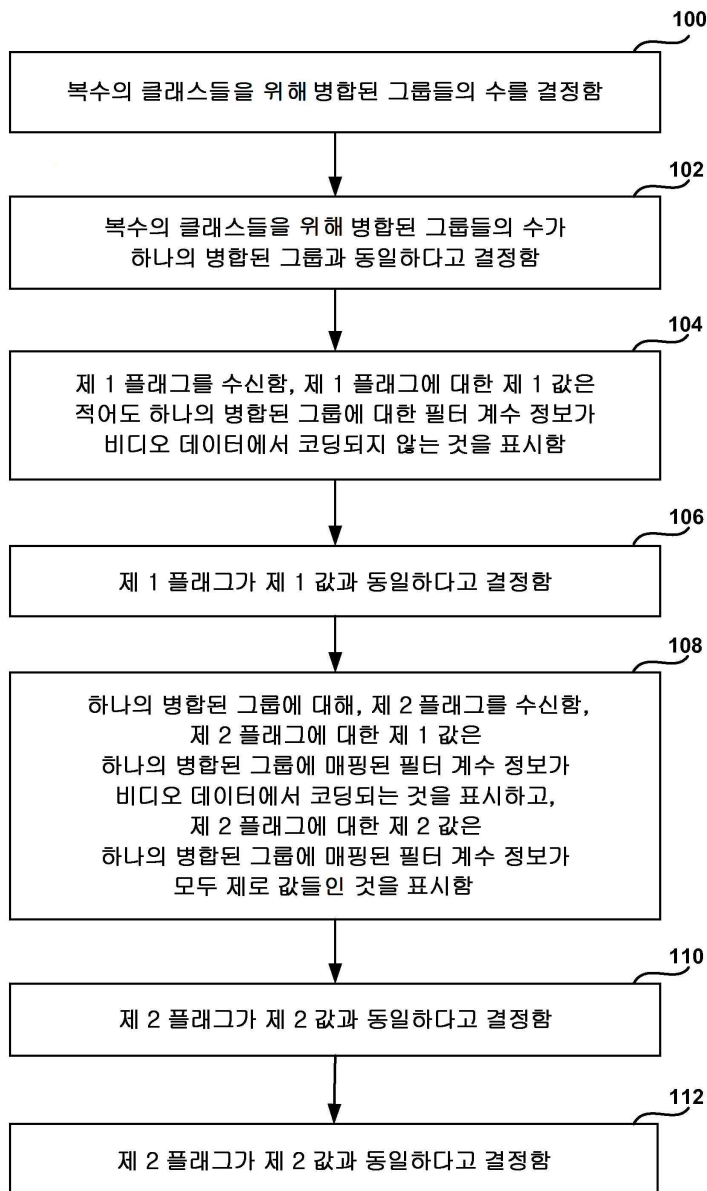 100
복수의 클래스들을 위해 병합된 그룹들의 수를 결정함
102
복수의 클래스들을 위해 병합된 그룹들의 수가
하나의 병합된 그룹과 동일하다고 결정함
104
제 1 플래그를 수신함, 제 1 플래그에 대한 제 1 값은
적어도 하나의 병합된 그룹에 대한 필터 계수 정보가
비디오 데이터에서 코딩되지 않는 것을 표시함
106
제 1 플래그가 제 1 값과 동일하다고 결정함
108
하나의 병합된 그룹에 대해, 제 2 플래그를 수신함,
제 2 플래그에 대한 제 1 값은
하나의 병합된 그룹에 매핑된 필터 계수 정보가
비디오 데이터에서 코딩되는 것을 표시하고,
제 2 플래그에 대한 제 2 값은
하나의 병합된 그룹에 매핑된 필터 계수 정보가
모두 제로 값들인 것을 표시함
110
제 2 플래그가 제 2 값과 동일하다고 결정함
112
제 2 플래그가 제 2 값과 동일하다고 결정함